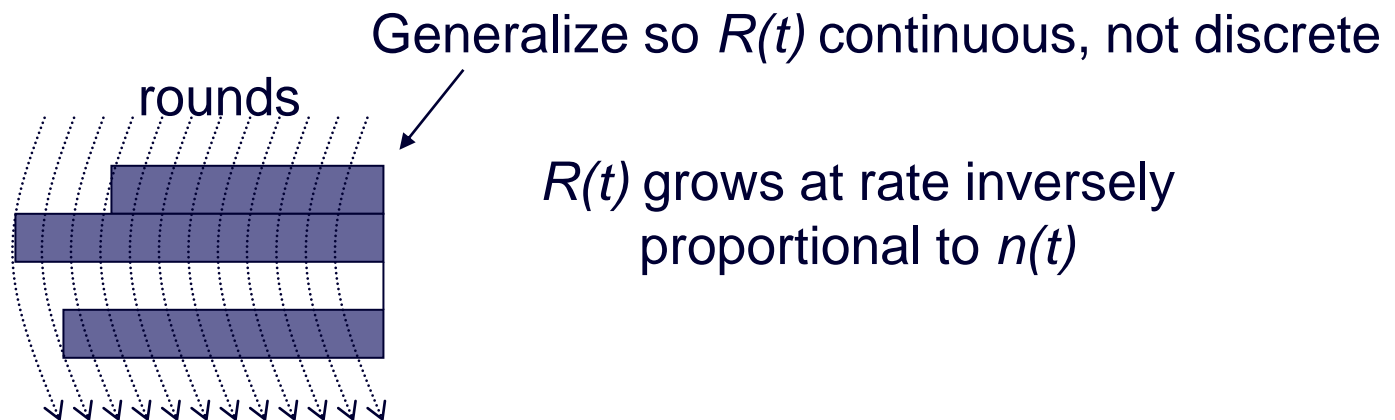 Generalize so R(t) continuous, not discrete
rounds
R(t) grows at rate inversely
proportional to n(t)